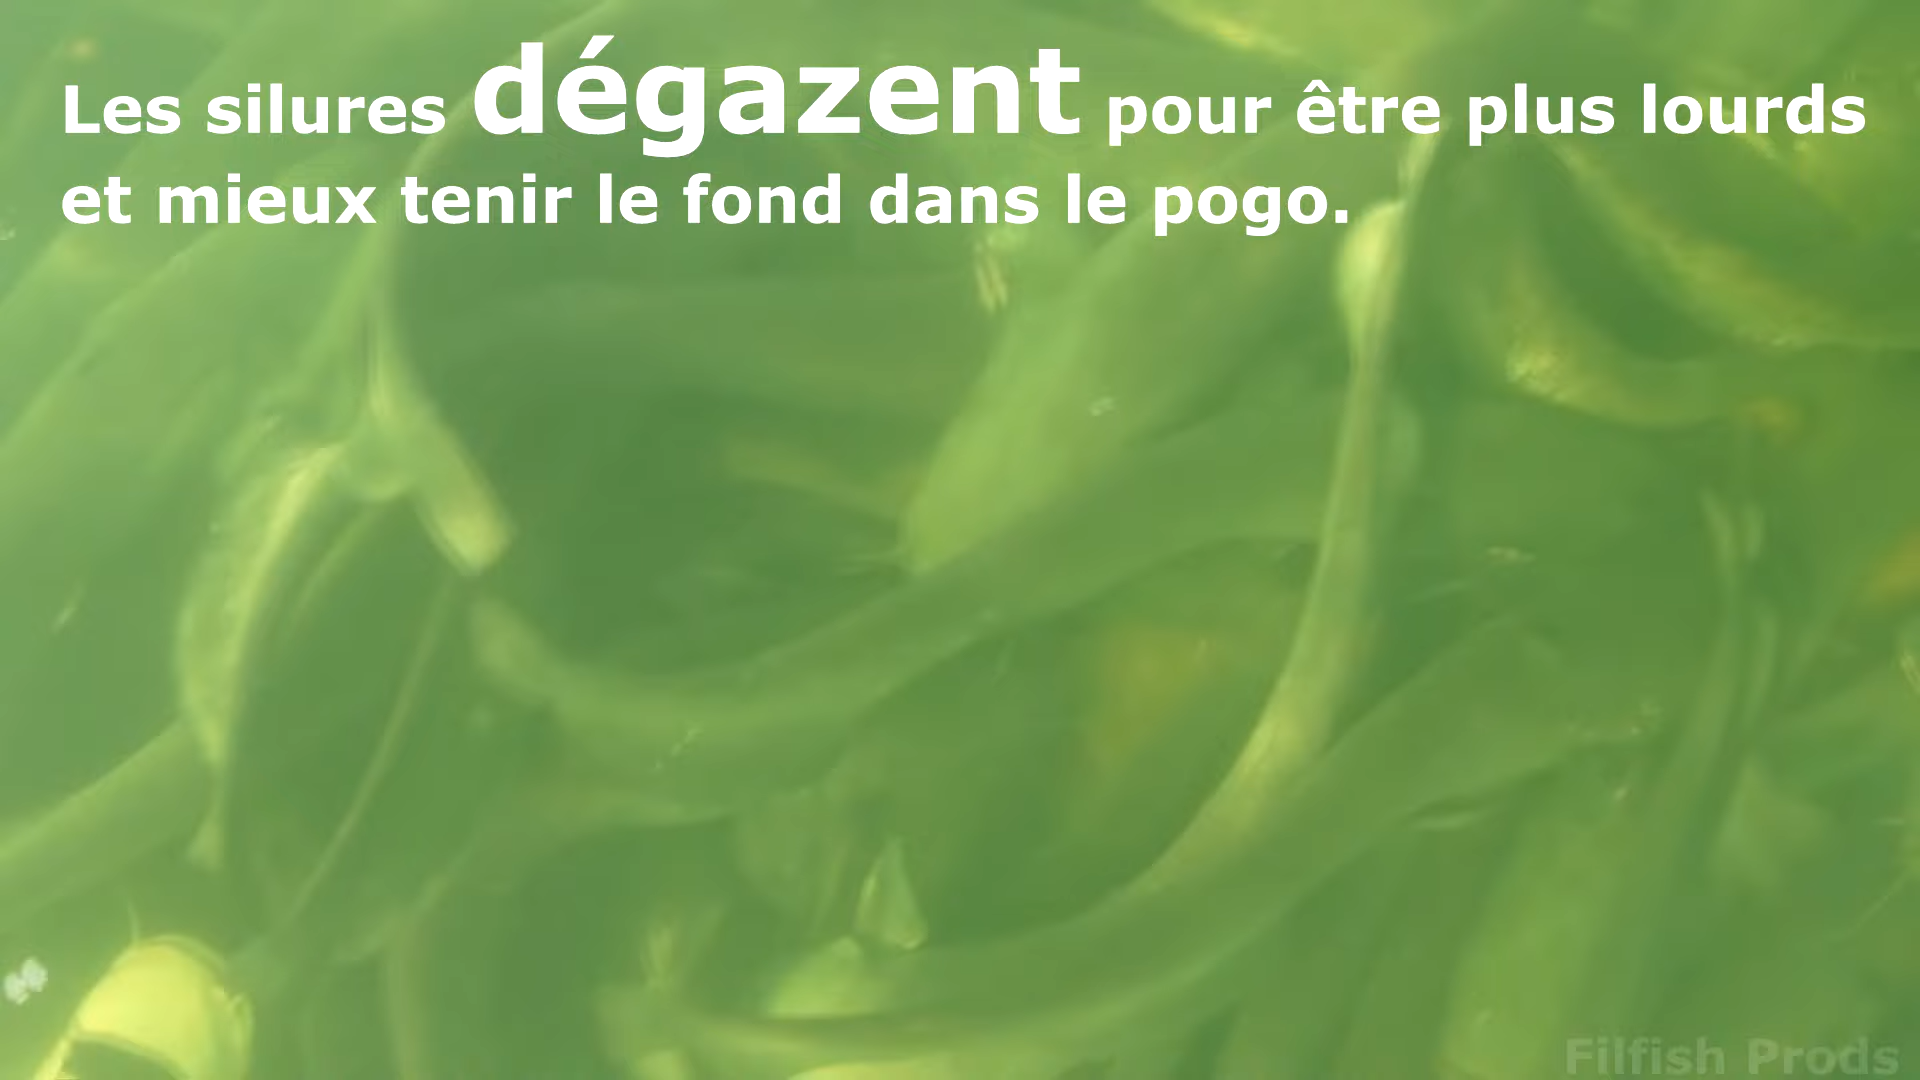 Les silures dégazent pour être plus lourds
et mieux tenir le fond dans le pogo.
Filfish Prods